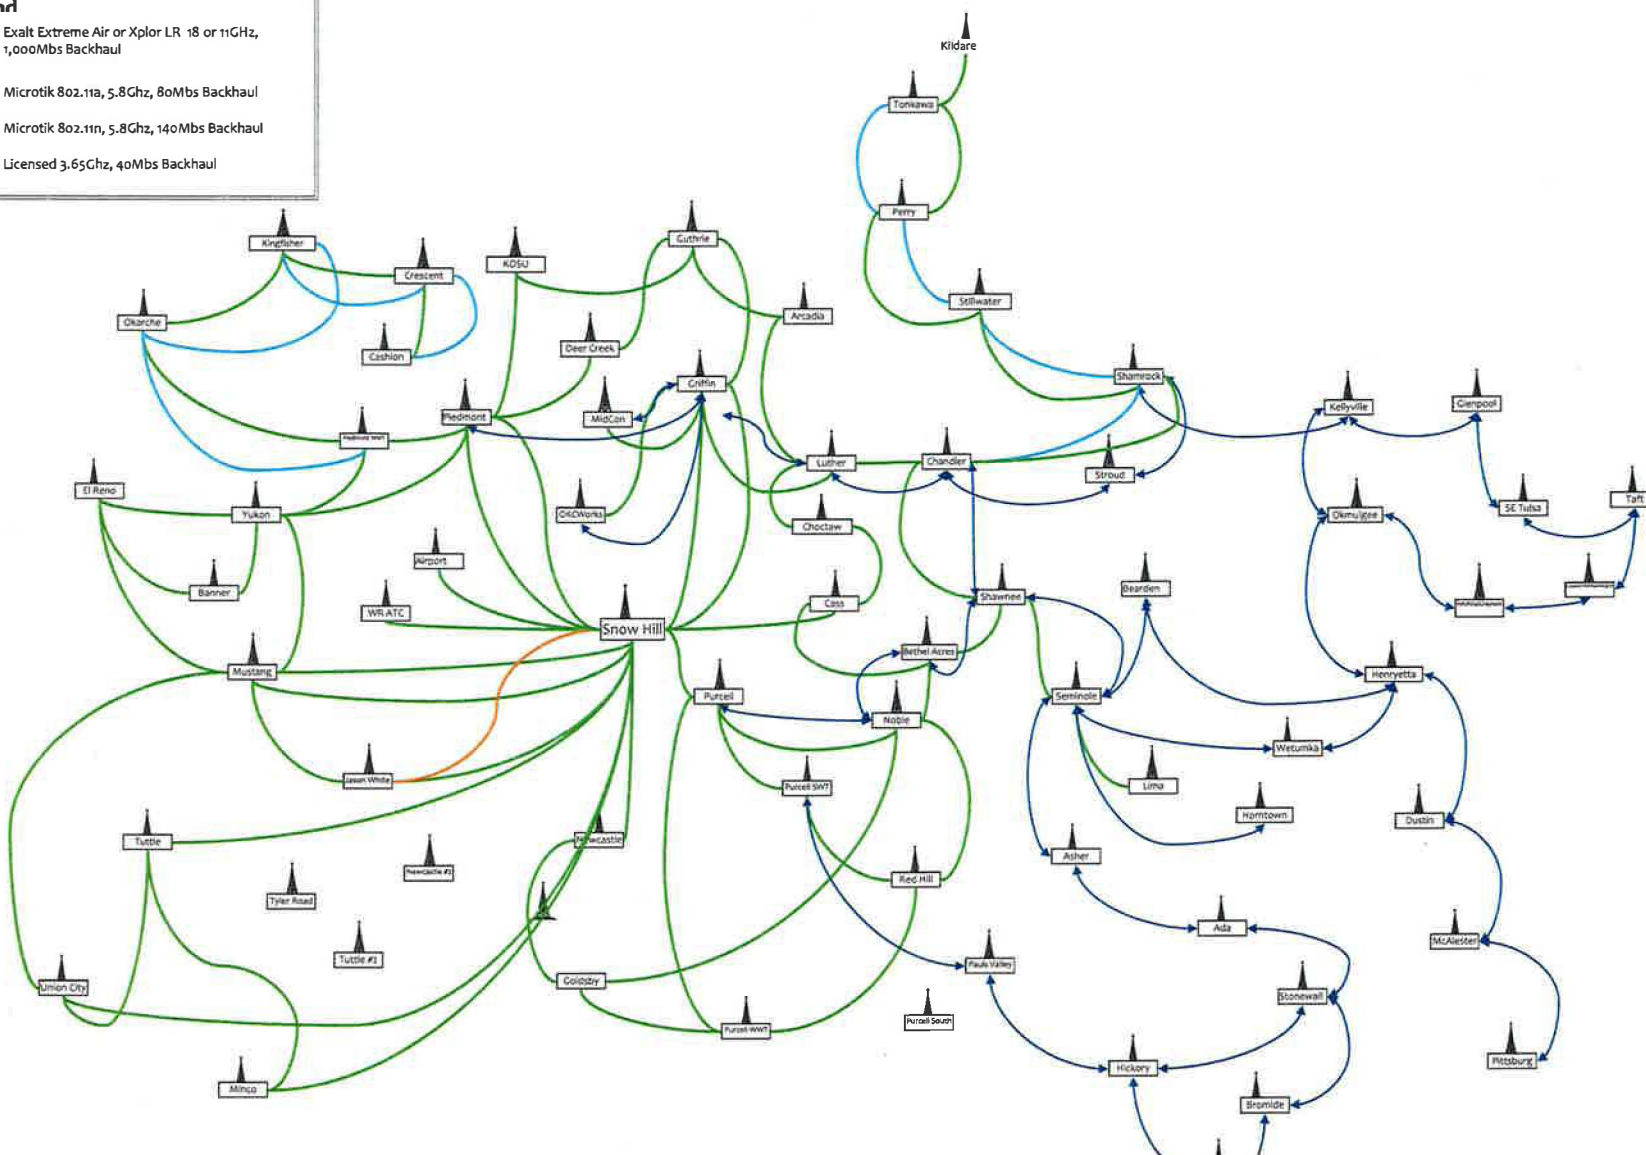 nd
Exalt Extreme Air or Xplor LR 18 or 11GHz,
1,000Mbs Backhaul
Microtik 802.11a, 5.8Ghz, 80Mbs Backhaul
Microtik 802.11n, 5.8Ghz, 140Mbs Backhaul
Licensed 3.65Ghz, 40Mbs Backhaul
Kildare
Tonkawa
Perry
Kingfisher
Crescent
KOSU
Guthrie
Stillwater
Okarche
Cashion
Deer Creek
Arcadia
Shamrock
Griffin
MidCon
Piedmont
Kellyville
Glenpool
Luther
Chandler
Stroud
El Reno
Yukon
OKCWorks
Choctaw
Okmulgee
SE Tulsa
Taft
Airport
Banner
WR ATC
Cass
Shawnee
Bearden
Snow Hill
Bethel Acres
Mustang
Purcell
Noble
Seminole
Henryetta
Wetumka
Jason White
Purcell SWT
Lima
Horntown
Dustin
Tuttle
Newcastle
Asher
Newcastle #2
Tyler Road
Red Hill
Ada
McAlester
Tuttle #2
Pauls Valley
Union City
Goldsby
Stonewall
Purcell South
Purcell WWT
Pittsburg
Hickory
Minco
Bromide